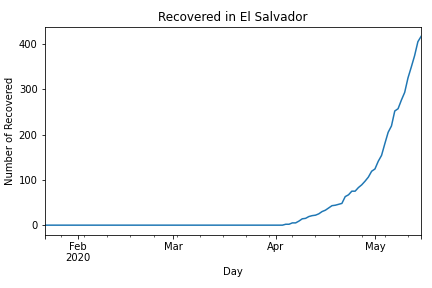 Recovered in El Salvador
Number of Recovered
400
300
200
100
0
Feb
2020
Mar
Apr
May
Day